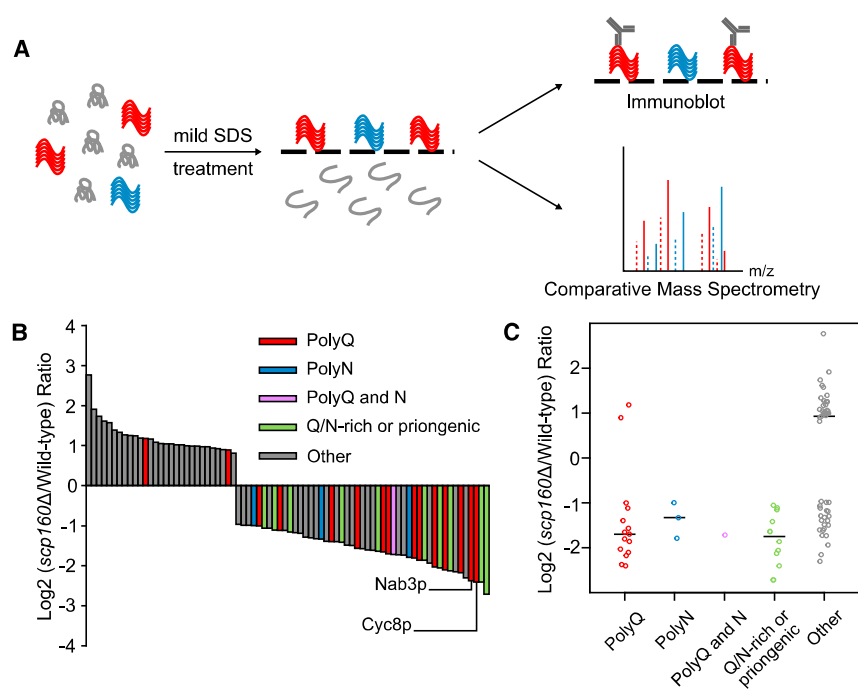 A
mild SDS
treatment
Immunoblot
m/z
Comparative Mass Spectrometry
B
Log2 (scp160Δ/Wild-type) Ratio
4
3
2
1
0
-1
-2
-3
-4
PolyQ
PolyN
PolyQ and N
Q/N-rich or priongenic
Other
Nab3p
Cyc8p
C
Log2 (scp160Δ/Wild-type) Ratio
2
1
0
-1
-2
PolyQ
PolyN
PolyQ and N
Q/N-rich or
priongenic
Other